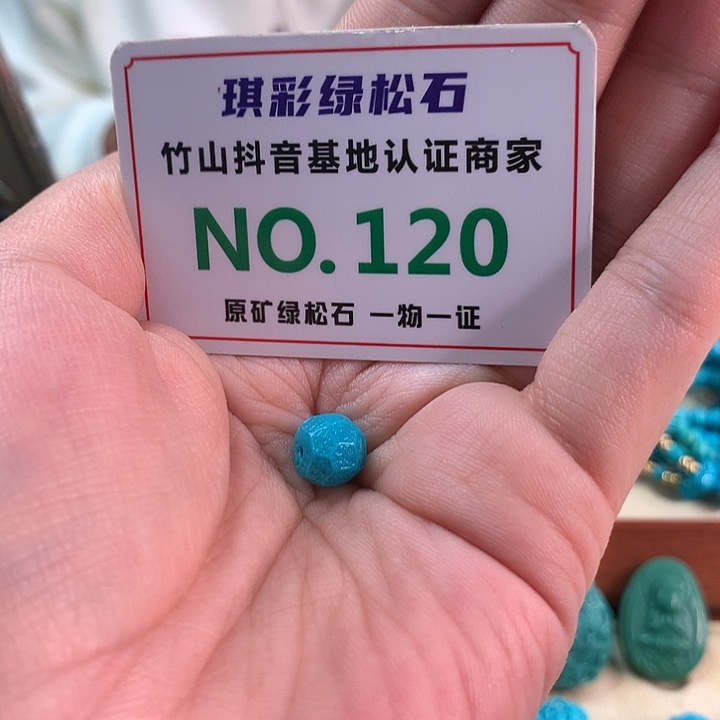 琪彩绿松石
竹山抖音基地认证商家
NO.120
原矿绿松石 一物一证